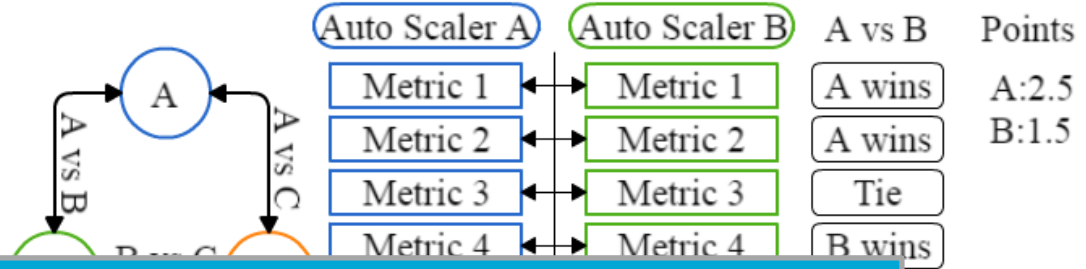 Auto Scaler A Auto Scaler B A vs B Points
A
A vs B
A vs C
B vs C
Metric 1 Metric 1 A wins A:2.5
Metric 2 Metric 2 A wins B:1.5
Metric 3 Metric 3 Tie
Metric 4 Metric 4 B wins